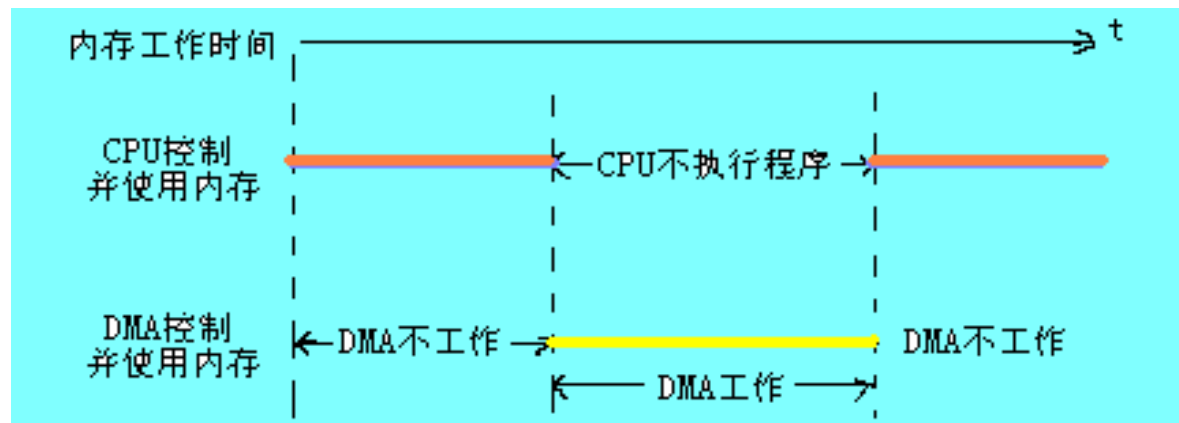 内存工作时间
t
CPU控制
并使用内存
CPU不执行程序
DMA控制
并使用内存
DMA不工作
DMA不工作
DMA工作